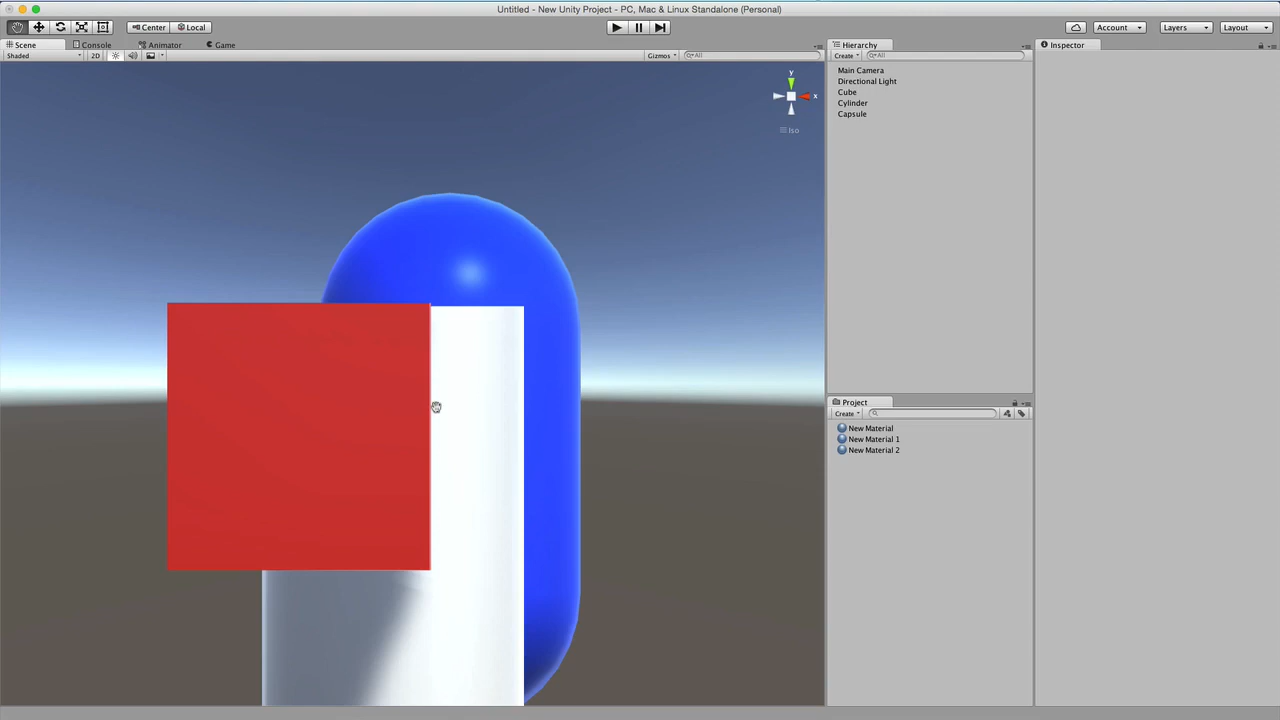 Untitled - New Unity Project - PC, Mac & Linux Standalone (Personal)
Center Local Account Layers Layout
Scene Console Animator Game Hierarchy Inspector
Shaded 2D Gizmos All Create All
y
x
Iso
Main Camera
Directional Light
Cube
Cylinder
Capsule
Project
Create
New Material
New Material 1
New Material 2